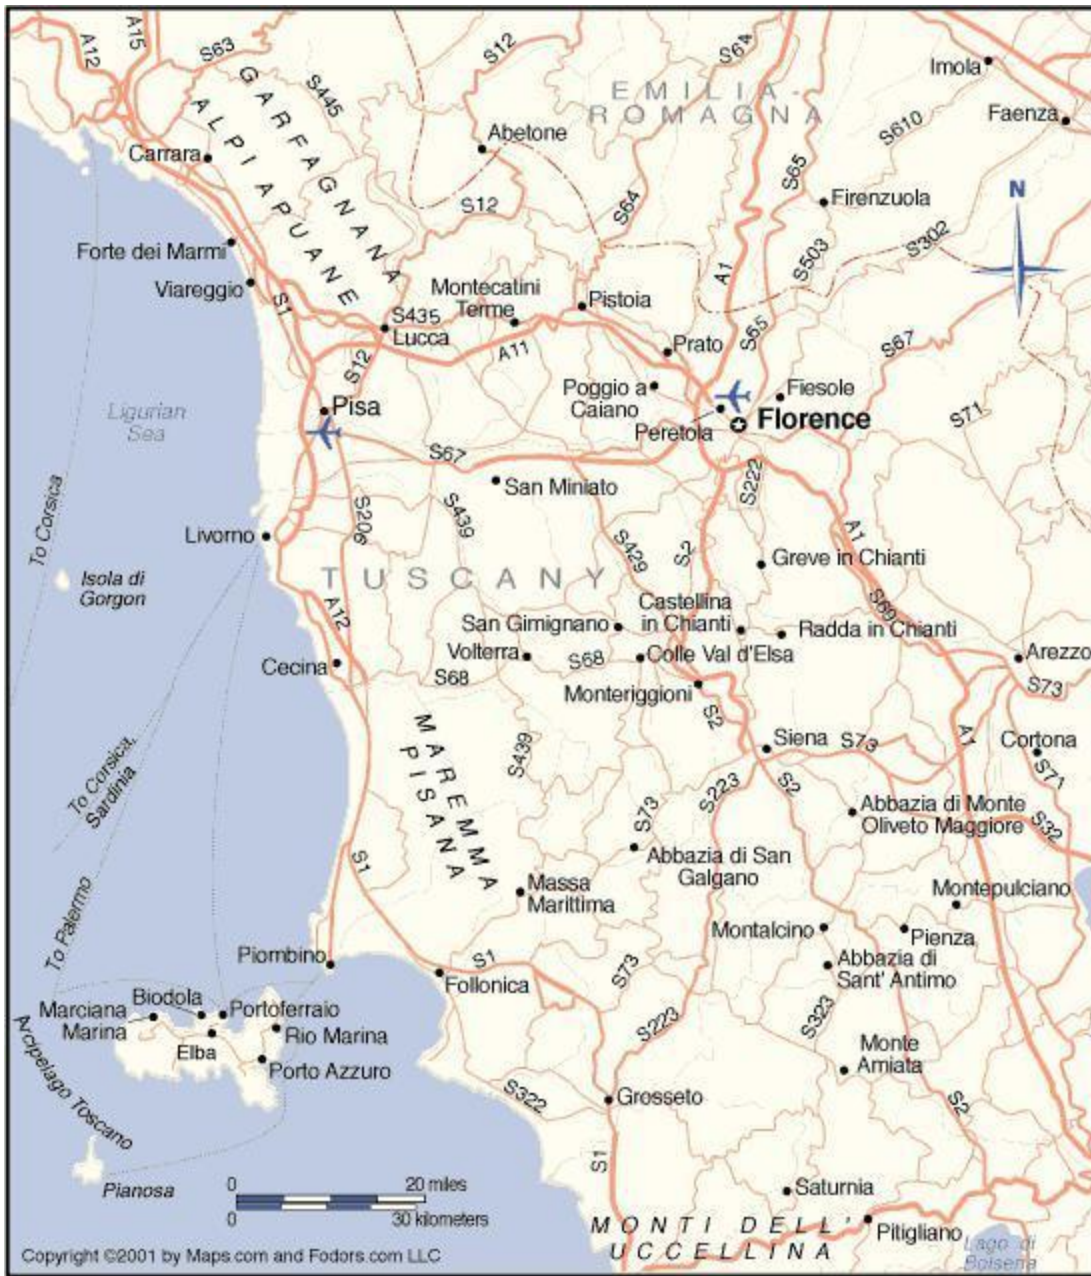 A12
A15
S63
S12
S64
GARFAGNANA
S445
EMILIA-
ROMAGNA
Imola
Faenza
ALPI APUANE
Abetone
S610
Carrara
S65
S12
S64
Firenzuola
N
Forte dei Marmi
S503
S302
A1
Viareggio
S1
Montecatini
Terme
Pistoia
S435
Lucca
S65
S67
A11
Prato
S12
Poggio a
Caiano
Fiesole
Ligurian
Sea
Pisa
Peretola
Florence
S71
S67
San Miniato
S222
To Corsica
S206
S439
Livorno
A1
S429
S2
Greve in Chianti
Isola di
Gorgon
TUSCANY
A12
S69
Castellina
in Chianti
San Gimignano
Radda in Chianti
Cecina
Volterra
S68
Colle Val d'Elsa
Arezzo
S68
Monteriggioni
S73
MAREMMA
PISANA
S2
A1
S439
Siena
S73
Cortona
To Corsica,
Sardinia
S223
S2
S71
S73
Abbazia di Monte
Oliveto Maggiore
S32
S1
Abbazia di San
Galgano
Massa
Marittima
Montepulciano
To Palermo
Montalcino
Pienza
Piombino
S1
Follonica
S73
Abbazia di
Sant' Antimo
Marciana
Marina
Biodola
Portoferraio
S223
S323
Rio Marina
Elba
Porto Azzuro
Monte
Amiata
Arcipelago Toscano
S322
Grosseto
S2
S1
Pianosa
0
20 miles
0
30 kilometers
Saturnia
MONTI DELL'
UCCELLINA
Pitigliano
Lago di
Bolsena
Copyright ©2001 by Maps.com and Fodors.com LLC